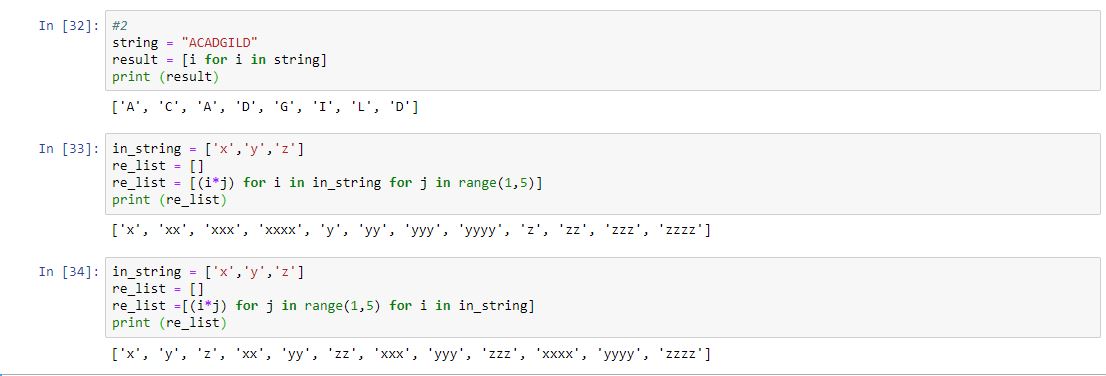 In [32]: #2
string = "ACADGILD"
result = [i for i in string]
print (result)
['A', 'C', 'A', 'D', 'G', 'I', 'L', 'D']
In [33]: in_string = ['x','y','z']
re_list = []
re_list = [(i*j) for i in in_string for j in range(1,5)]
print (re_list)
['x', 'xx', 'xxx', 'xxxx', 'y', 'yy', 'yyy', 'yyyy', 'z', 'zz', 'zzz', 'zzzz']
In [34]: in_string = ['x','y','z']
re_list = []
re_list =[(i*j) for j in range(1,5) for i in in_string]
print (re_list)
['x', 'y', 'z', 'xx', 'yy', 'zz', 'xxx', 'yyy', 'zzz', 'xxxx', 'yyyy', 'zzzz']